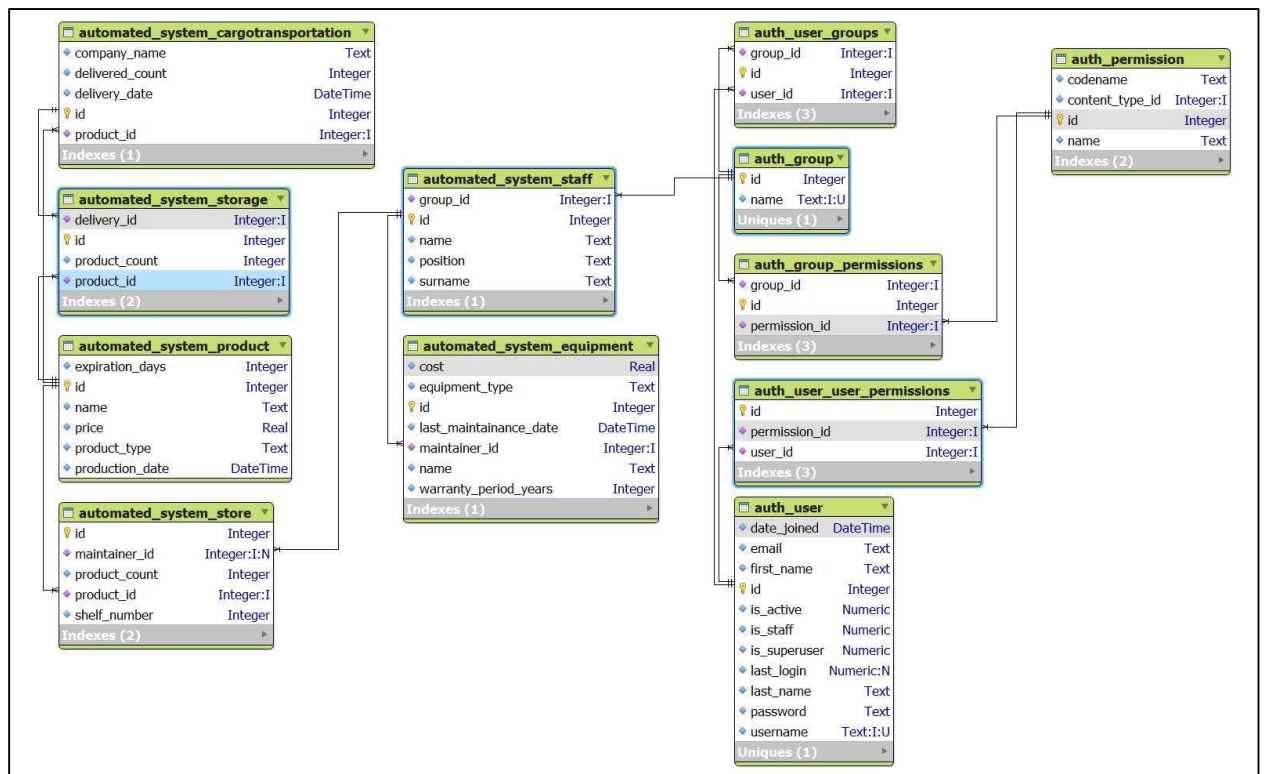 automated_system_cargotransportation
company_name Text
delivered_count Integer
delivery_date DateTime
id Integer
product_id Integer:I
Indexes (1)
automated_system_storage
delivery_id Integer:I
id Integer
product_count Integer
product_id Integer:I
Indexes (2)
automated_system_product
expiration_days Integer
id Integer
name Text
price Real
product_type Text
production_date DateTime
automated_system_store
id Integer
maintainer_id Integer:I:N
product_count Integer
product_id Integer:I
shelf_number Integer
Indexes (2)
automated_system_staff
group_id Integer:I
id Integer
name Text
position Text
surname Text
Indexes (1)
automated_system_equipment
cost Real
equipment_type Text
id Integer
last_maintainance_date DateTime
maintainer_id Integer:I
name Text
warranty_period_years Integer
Indexes (1)
auth_user_groups
group_id Integer:I
id Integer
user_id Integer:I
Indexes (3)
auth_group
id Integer
name Text:I:U
Uniques (1)
auth_group_permissions
group_id Integer:I
id Integer
permission_id Integer:I
Indexes (3)
auth_user_user_permissions
id Integer
permission_id Integer:I
user_id Integer:I
Indexes (3)
auth_user
date_joined DateTime
email Text
first_name Text
id Integer
is_active Numeric
is_staff Numeric
is_superuser Numeric
last_login Numeric:N
last_name Text
password Text
username Text:I:U
Uniques (1)
auth_permission
codename Text
content_type_id Integer:I
id Integer
name Text
Indexes (2)